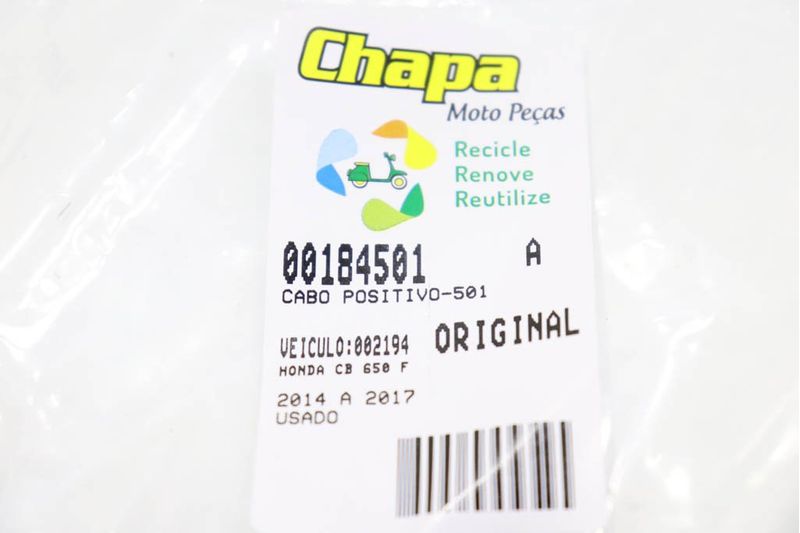 Chapa
Moto Peças
Recicle
Renove
Reutilize
00184501 A
CABO POSITIVO-501
VEICULO:002194 ORIGINAL
HONDA CB 650 F
2014 A 2017
USADO